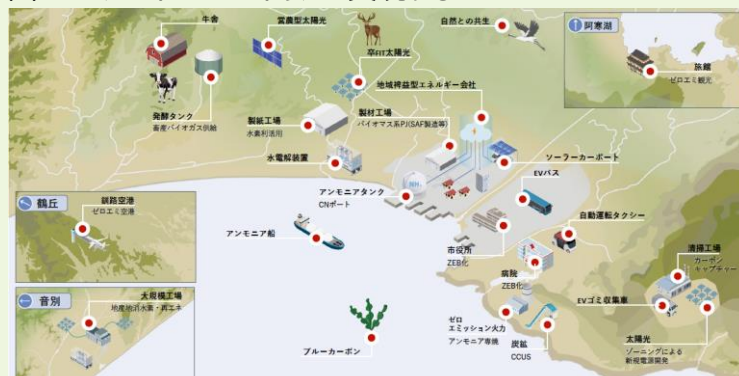 牛舎
営農型太陽光
自然との共生
阿寒湖
旅館
ゼロエミ観光
卒FIT太陽光
地域裨益型エネルギー会社
発酵タンク
畜産バイオガス供給
製紙工場
水素利活用
製材工場
バイオマス系PJ(SAF製造等)
水電解装置
ソーラーカーポート
EVバス
アンモニアタンク
CNポート
NH₃
鶴丘
釧路空港
ゼロエミ空港
アンモニア船
市役所
ZEB化
自動運転タクシー
病院
ZEB化
清掃工場
カーボン
キャプチャー
音別
大規模工場
地産地消水素・再エネ
EVゴミ収集車
ゼロ
エミッション火力
アンモニア専焼
炭鉱
CCUS
太陽光
ゾーニングによる
新規電源開発
ブルーカーボン